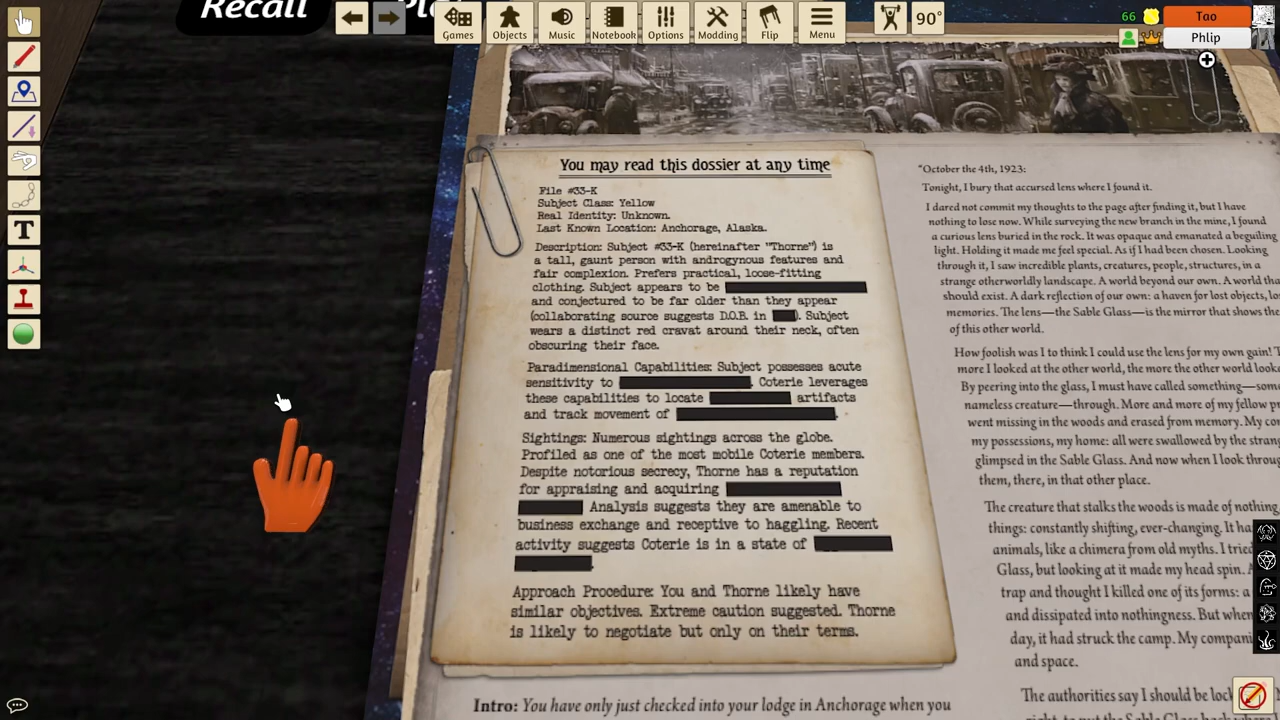 Recall
Games
Objects
Music
Notebook
Options
Modding
Flip
Menu
90°
66
Tao
Phlip
You may read this dossier at any time
File #33-K
Subject Class: Yellow
Real Identity: Unknown.
Last Known Location: Anchorage, Alaska.
Description: Subject #33-K (hereinafter "Thorne") is
a tall, gaunt person with androgynous features and
fair complexion. Prefers practical, loose-fitting
clothing. Subject appears to be
and conjectured to be far older than they appear
(collaborating source suggests D.O.B. in ). Subject
wears a distinct red cravat around their neck, often
obscuring their face.
Paradimensional Capabilities: Subject possesses acute
sensitivity to . Coterie leverages
these capabilities to locate artifacts
and track movement of .
Sightings: Numerous sightings across the globe.
Profiled as one of the most mobile Coterie members.
Despite notorious secrecy, Thorne has a reputation
for appraising and acquiring
Analysis suggests they are amenable to
business exchange and receptive to haggling. Recent
activity suggests Coterie is in a state of
.
Approach Procedure: You and Thorne likely have
similar objectives. Extreme caution suggested. Thorne
is likely to negotiate but only on their terms.
Intro: You have only just checked into your lodge in Anchorage when you
"October the 4th, 1923:
Tonight, I bury that accursed lens where I found it.
I dared not commit my thoughts to the page after finding it, but I have
nothing to lose now. While surveying the new branch in the mine, I found
a curious lens buried in the rock. It was opaque and emanated a beguiling
light. Holding it made me feel special. As if I had been chosen. Looking
through it, I saw incredible plants, creatures, people, structures, in a
strange otherworldly landscape. A world beyond our own. A world tha
should exist. A dark reflection of our own: a haven for lost objects, lo
memories. The lens—the Sable Glass—is the mirror that shows the
of this other world.
How foolish was I to think I could use the lens for my own gain! T
more I looked at the other world, the more the other world looke
By peering into the glass, I must have called something—som
nameless creature—through. More and more of my fellow pr
went missing in the woods and erased from memory. My co
my possessions, my home: all were swallowed by the stran
glimpsed in the Sable Glass. And now when I look throug
them, there, in that other place.
The creature that stalks the woods is made of nothing
things: constantly shifting, ever-changing. It ha
animals, like a chimera from old myths. I tried
Glass, but looking at it made my head spin.
trap and thought I killed one of its forms: a
and dissipated into nothingness. But when
day, it had struck the camp. My compani
and space.
The authorities say I should be lock